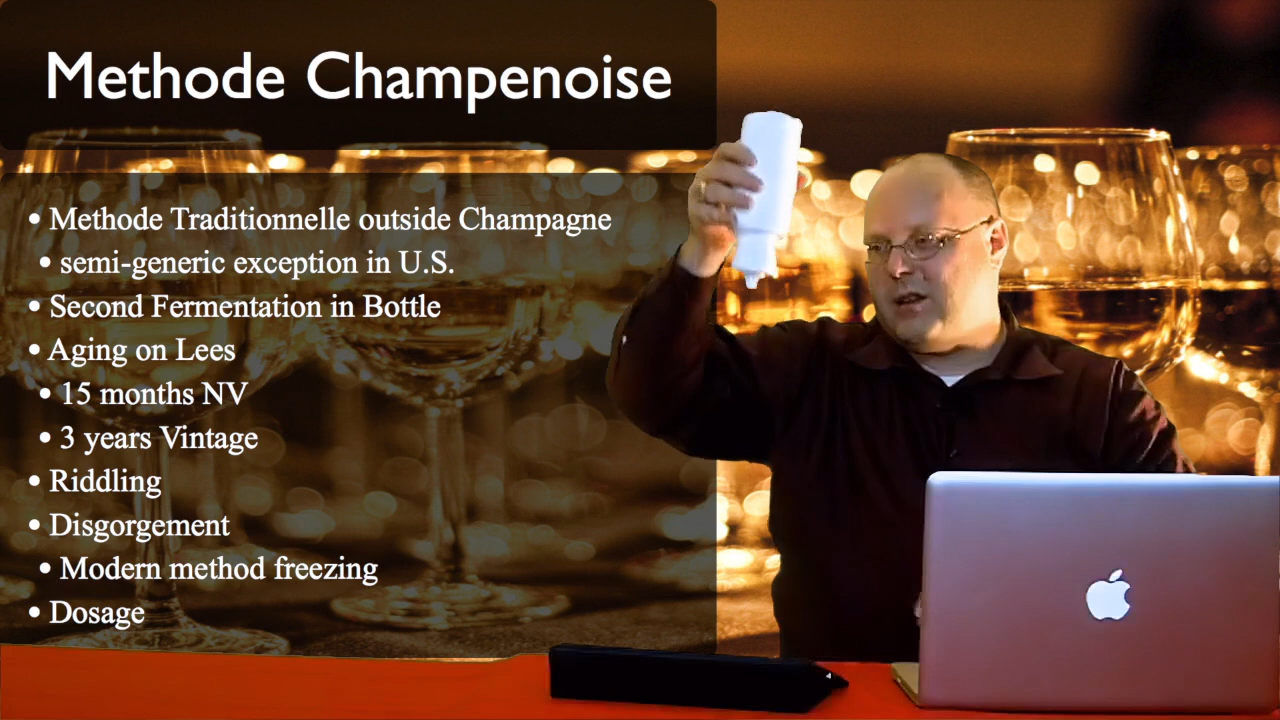 Methode Champenoise
• Methode Traditionnelle outside Champagne
• semi-generic exception in U.S.
• Second Fermentation in Bottle
• Aging on Lees
• 15 months NV
• 3 years Vintage
• Riddling
• Disgorgement
• Modern method freezing
• Dosage